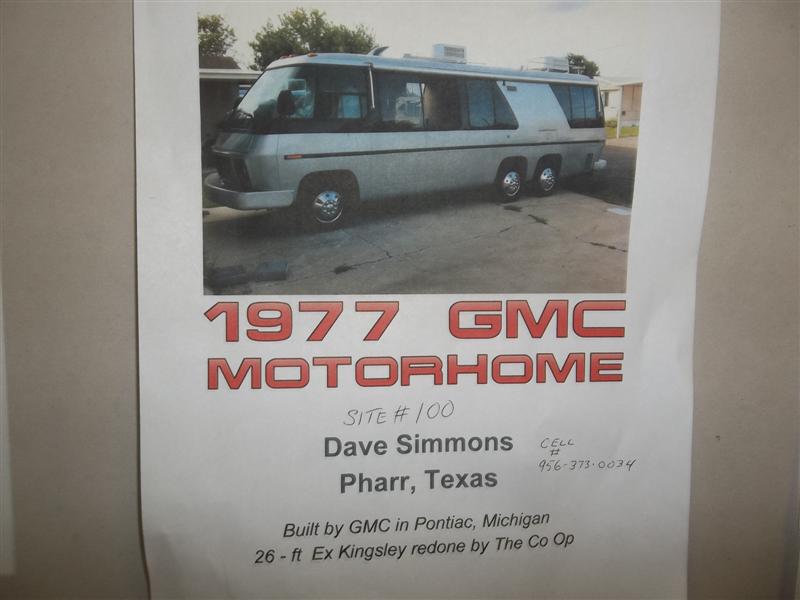 1977 GMC
MOTORHOME
SITE # 100
Dave Simmons
Pharr, Texas
CELL
#
956-373-0034
Built by GMC in Pontiac, Michigan
26 - ft Ex Kingsley redone by The Co Op